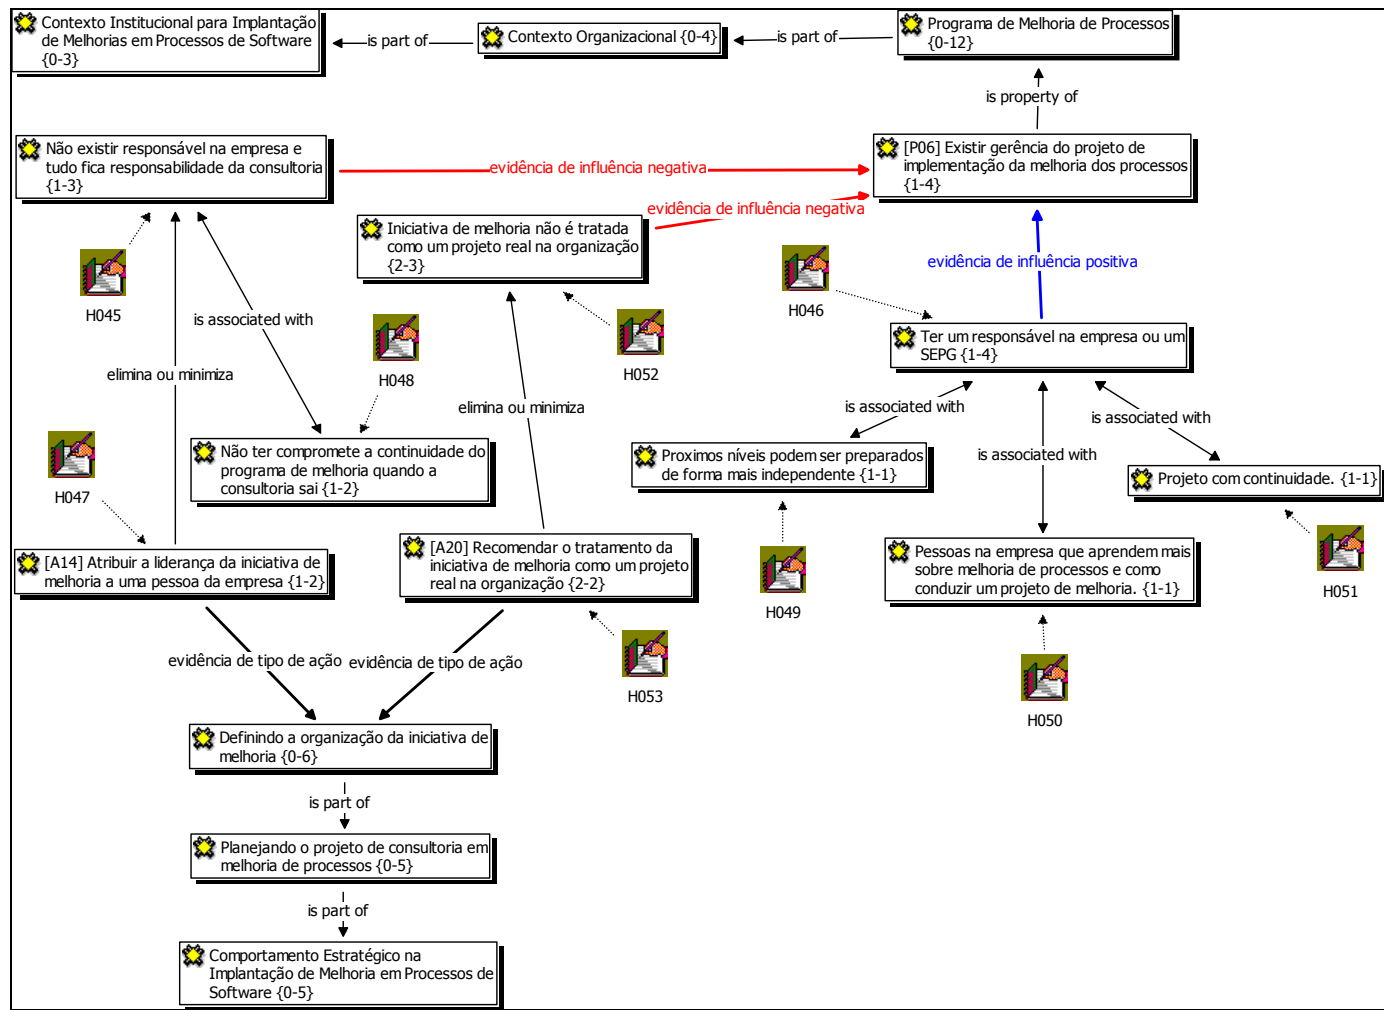 Contexto Institucional para Implantação
de Melhorias em Processos de Software
{0-3}
is part of
Contexto Organizacional {0-4}
is part of
Programa de Melhoria de Processos
{0-12}
is property of
Não existir responsável na empresa e
tudo fica responsabilidade da consultoria
{1-3}
evidência de influência negativa
[P06] Existir gerência do projeto de
implementação da melhoria dos processos
{1-4}
evidência de influência negativa
Iniciativa de melhoria não é tratada
como um projeto real na organização
{2-3}
evidência de influência positiva
H045
H046
is associated with
H048
H052
Ter um responsável na empresa ou um
SEPG {1-4}
elimina ou minimiza
elimina ou minimiza
is associated with
is associated with
is associated with
H047
Não ter compromete a continuidade do
programa de melhoria quando a
consultoria sai {1-2}
Proximos níveis podem ser preparados
de forma mais independente {1-1}
Projeto com continuidade. {1-1}
[A14] Atribuir a liderança da iniciativa de
melhoria a uma pessoa da empresa {1-2}
[A20] Recomendar o tratamento da
iniciativa de melhoria como um projeto
real na organização {2-2}
Pessoas na empresa que aprendem mais
sobre melhoria de processos e como
conduzir um projeto de melhoria. {1-1}
H049
H051
evidência de tipo de ação
evidência de tipo de ação
H053
H050
Definindo a organização da iniciativa de
melhoria {0-6}
is part of
Planejando o projeto de consultoria em
melhoria de processos {0-5}
is part of
Comportamento Estratégico na
Implantação de Melhoria em Processos de
Software {0-5}